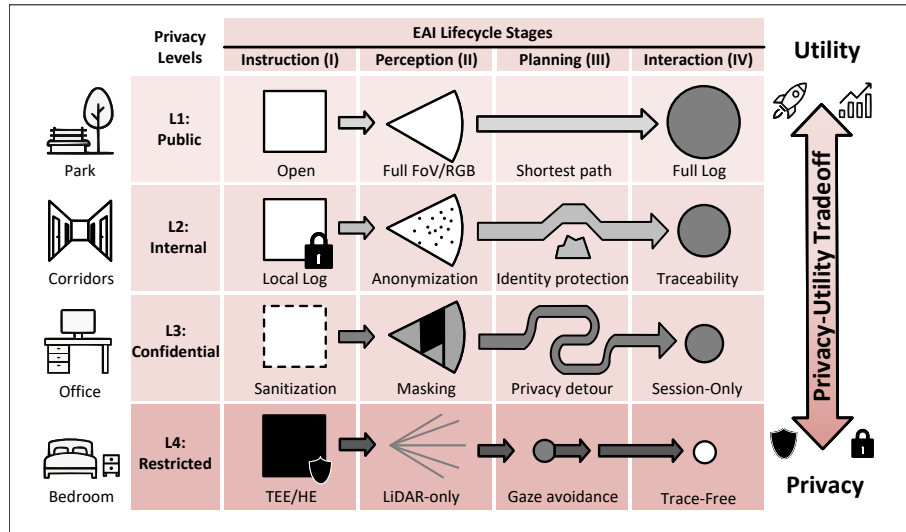 Privacy
Levels
EAI Lifecycle Stages
Instruction (I)
Perception (II)
Planning (III)
Interaction (IV)
Utility
Park
L1:
Public
Open
Full FoV/RGB
Shortest path
Full Log
Corridors
L2:
Internal
Local Log
Anonymization
Identity protection
Traceability
Office
L3:
Confidential
Sanitization
Masking
Privacy detour
Session-Only
Bedroom
L4:
Restricted
TEE/HE
LiDAR-only
Gaze avoidance
Trace-Free
Privacy-Utility Tradeoff
Privacy